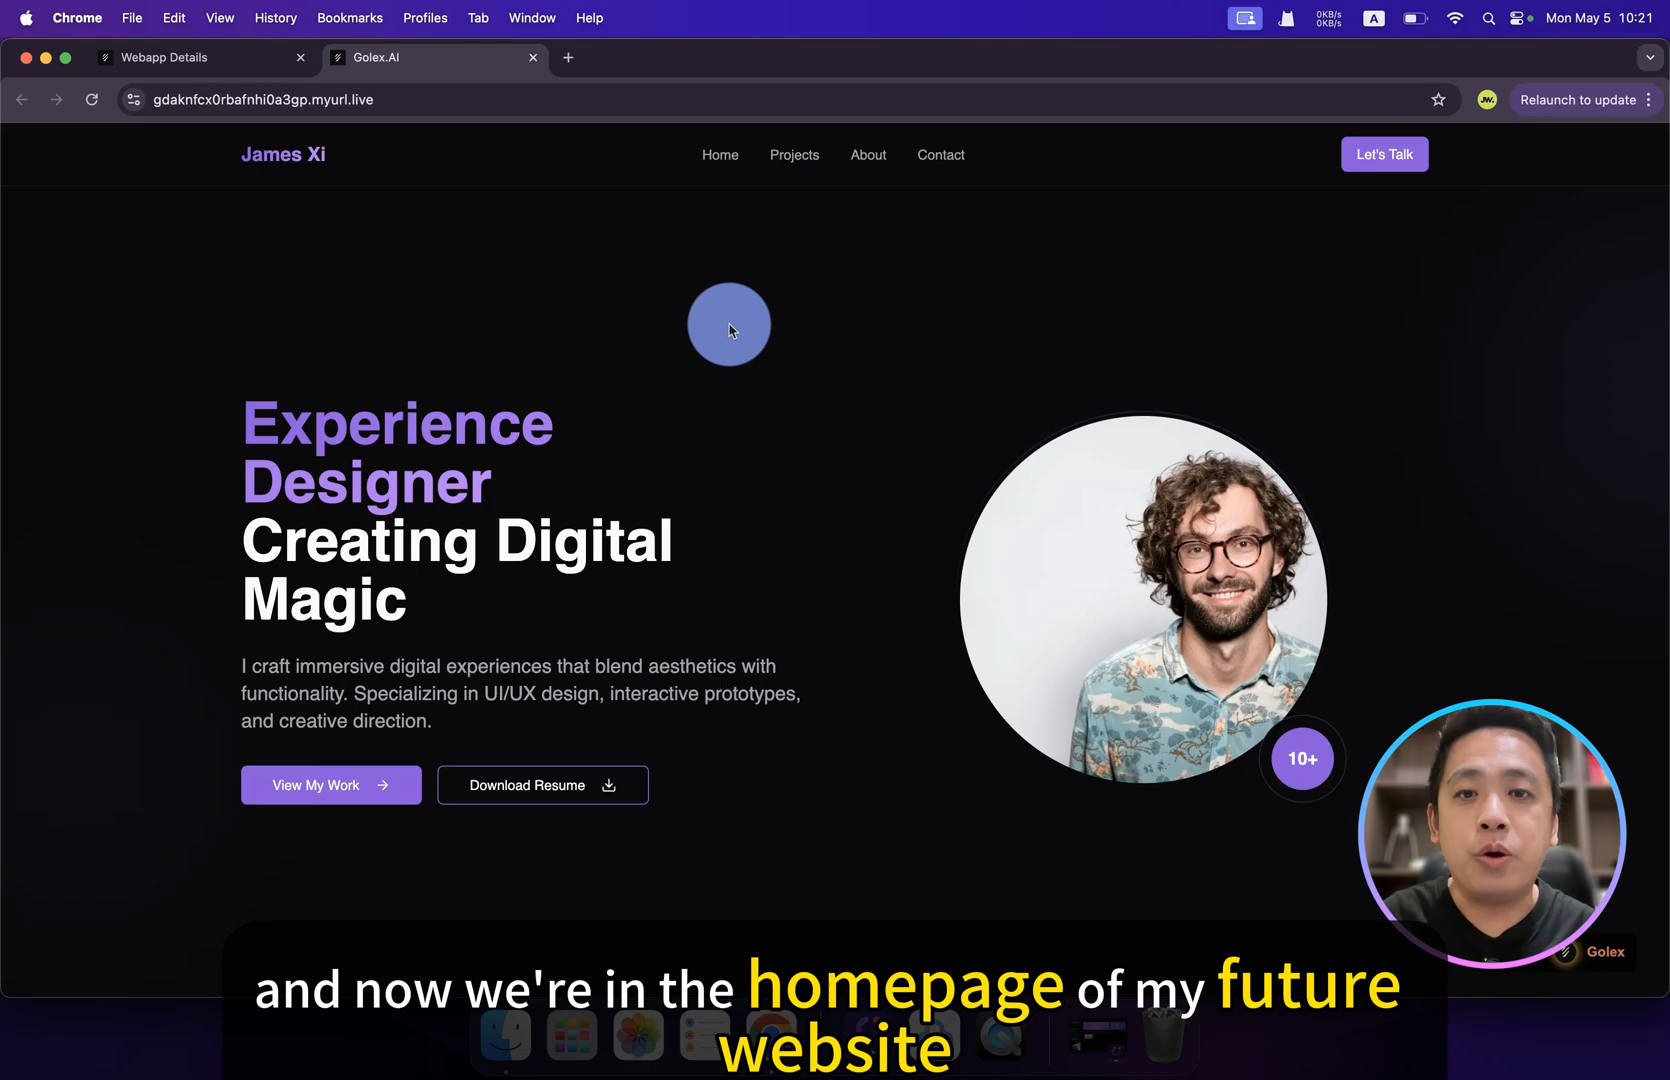 Chrome File Edit View History Bookmarks Profiles Tab Window Help
0KB/s
0KB/s
A
Mon May 5 10:21
Webapp Details
Golex.AI
gdaknfcx0rbafnhi0a3gp.myurl.live
JW.
Relaunch to update
James Xi
Home Projects About Contact
Let's Talk
Experience
Designer
Creating Digital
Magic
I craft immersive digital experiences that blend aesthetics with
functionality. Specializing in UI/UX design, interactive prototypes,
and creative direction.
View My Work
Download Resume
10+
Golex
and now we're in the homepage of my future
website